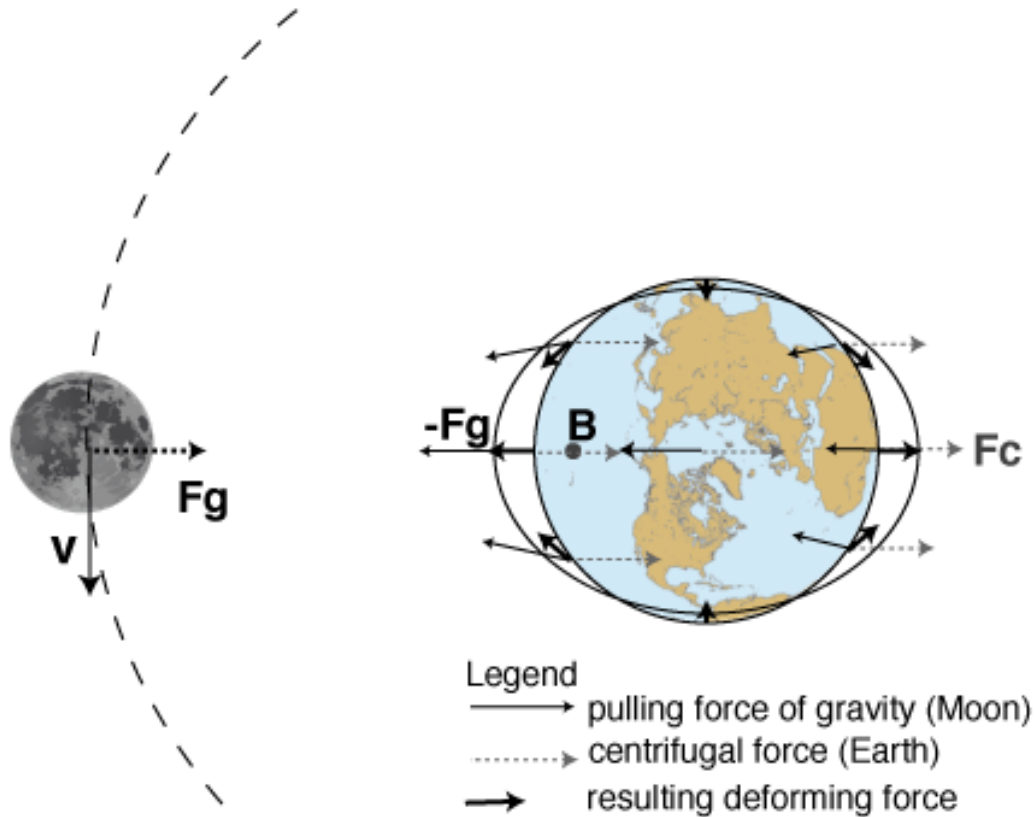 -Fg
B
Fc
Fg
v
Legend
pulling force of gravity (Moon)
centrifugal force (Earth)
resulting deforming force